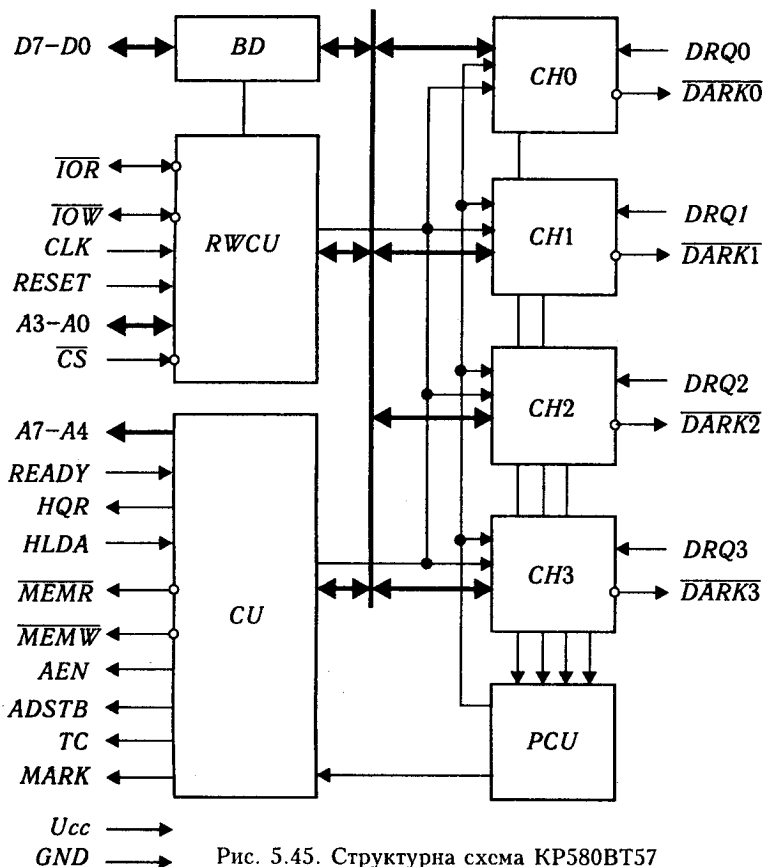 D7-D0 BD CH0 DRQ0
DARK0
IOR
IOW RWCU CH1 DRQ1
CLK DARK1
RESET
A3-A0
CS
CH2 DRQ2
A7-A4 DARK2
READY
HQR
HLDA CH3 DRQ3
MEMR CU DARK3
MEMW
AEN
ADSTB PCU
TC
MARK
Ucc
GND Рис. 5.45. Структурна схема КР580ВТ57